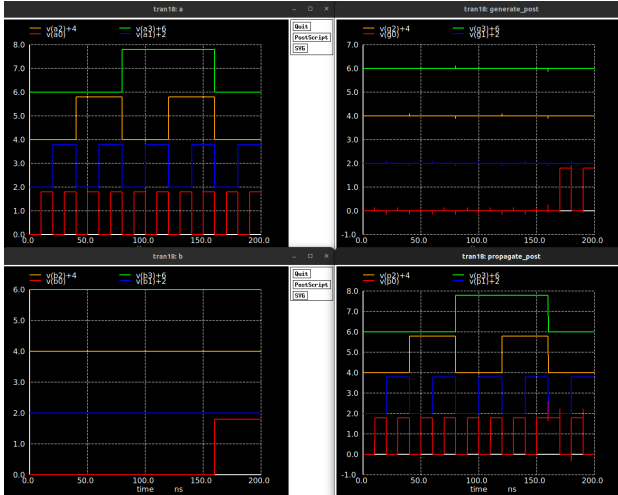 tran18: a
v(a2)+4 v(a3)+6
v(a0) v(a1)+2
8.0
7.0
6.0
5.0
4.0
3.0
2.0
1.0
0.0
0.0 50.0 100.0 150.0 200.0
Quit
PostScript
SVG
tran18: generate_post
v(g2)+4 v(g3)+6
v(g0) v(g1)+2
7.0
6.0
5.0
4.0
3.0
2.0
1.0
0.0
-1.0
0.0 50.0 100.0 150.0 200.0
tran18: b
v(b2)+4 v(b3)+6
v(b0) v(b1)+2
6.0
5.0
4.0
3.0
2.0
1.0
0.0
0.0 50.0 100.0 150.0 200.0
time ns
Quit
PostScript
SVG
tran18: propagate_post
v(p2)+4 v(p3)+6
v(p0) v(p1)+2
8.0
7.0
6.0
5.0
4.0
3.0
2.0
1.0
0.0
-1.0
0.0 50.0 100.0 150.0 200.0
time ns